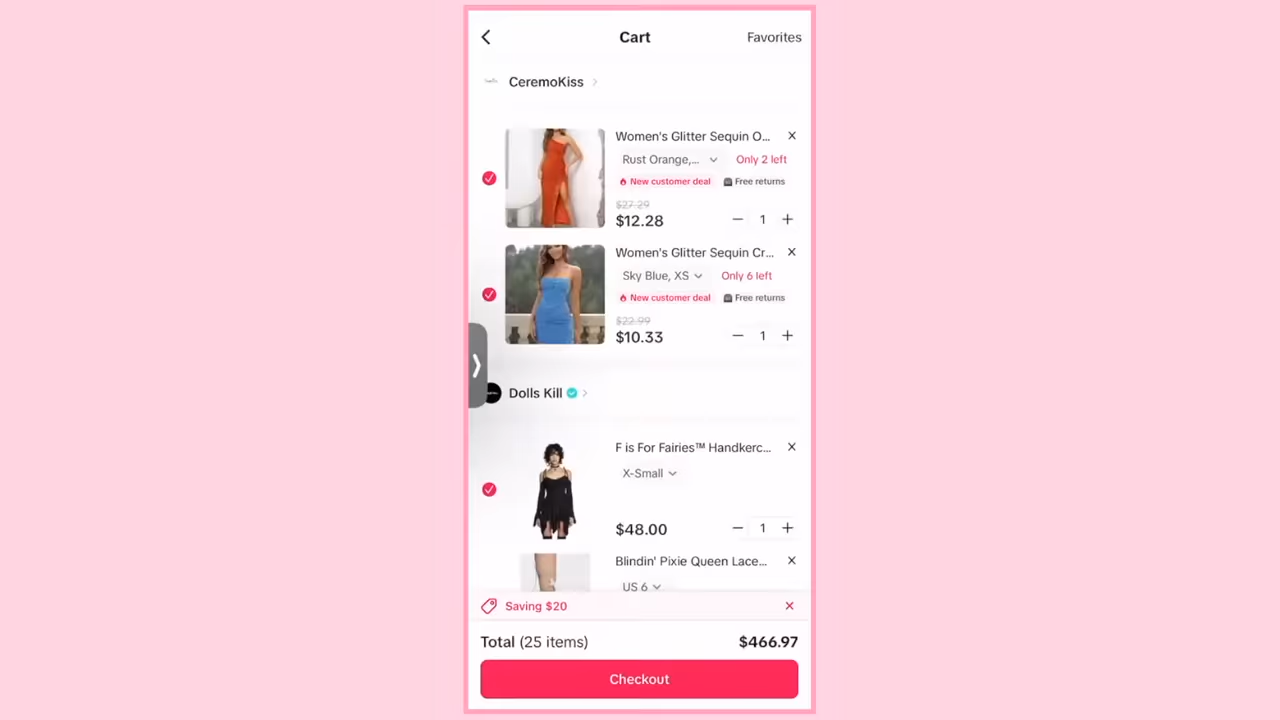 Cart
Favorites
CeremoKiss
Women's Glitter Sequin O...
Rust Orange,...
Only 2 left
New customer deal
Free returns
$27.29
$12.28
1
Women's Glitter Sequin Cr...
Sky Blue, XS
Only 6 left
New customer deal
Free returns
$22.99
$10.33
1
Dolls Kill
F is For Fairies™ Handkerc...
X-Small
$48.00
1
Blindin' Pixie Queen Lace...
US 6
Saving $20
Total (25 items)
$466.97
Checkout